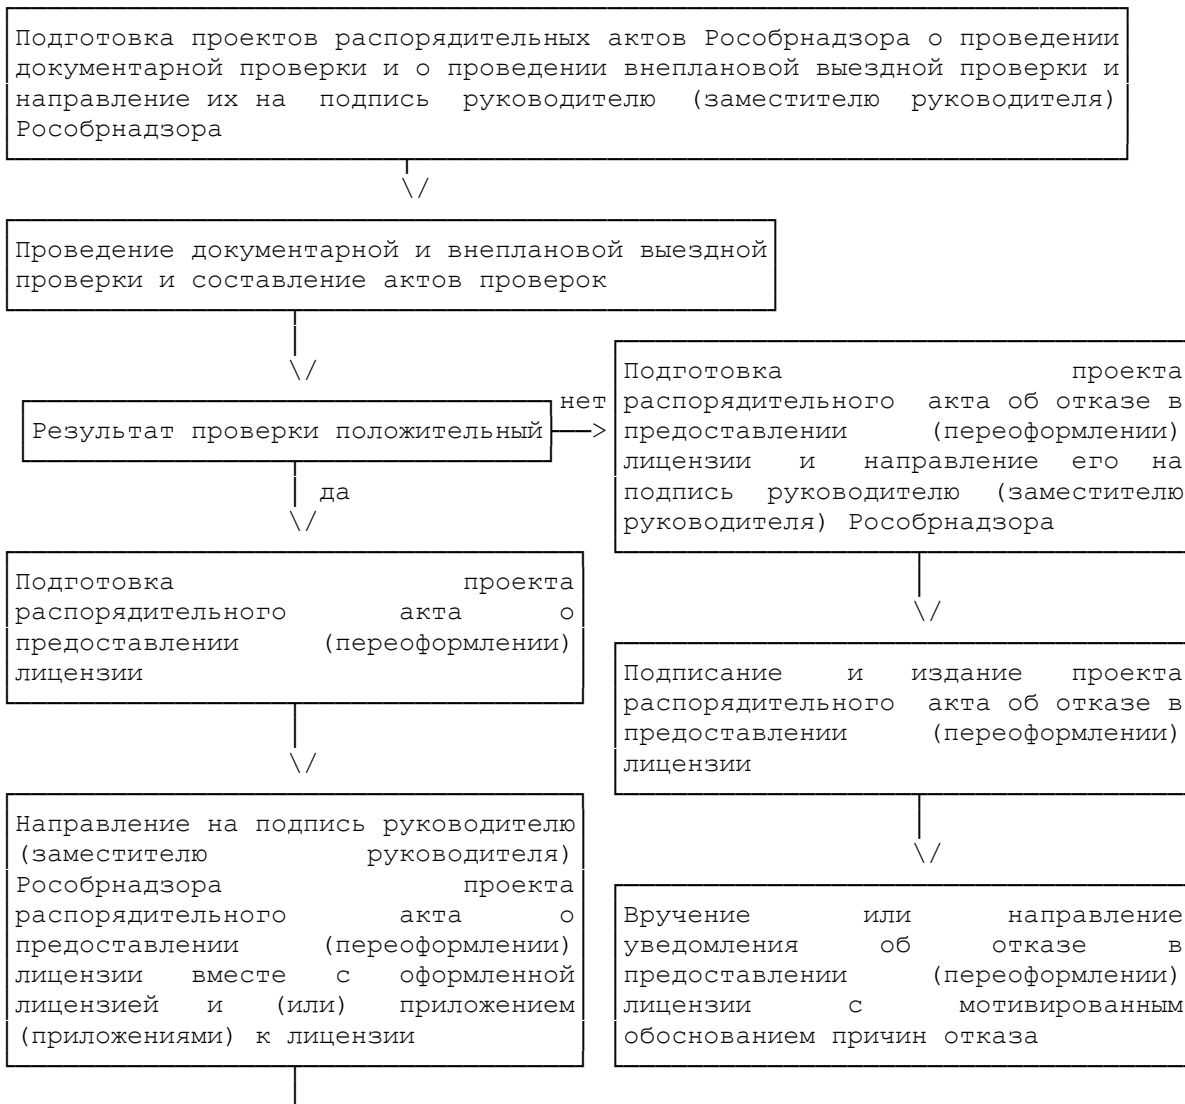 Подготовка проектов распорядительных актов Рособрнадзора о проведении
документарной проверки и о проведении внеплановой выездной проверки и
направление их на подпись руководителю (заместителю руководителя)
Рособрнадзора
\/
Проведение документарной и внеплановой выездной
проверки и составление актов проверок
\/
Результат проверки положительный
нет
──>
да
\/
Подготовка проекта
распорядительного акта об отказе в
предоставлении (переоформлении)
лицензии и направление его на
подпись руководителю (заместителю
руководителя) Рособрнадзора
\/
Подготовка проекта
распорядительного акта о
предоставлении (переоформлении)
лицензии
\/
Подписание и издание проекта
распорядительного акта об отказе в
предоставлении (переоформлении)
лицензии
\/
Направление на подпись руководителю
(заместителю руководителя)
Рособрнадзора проекта
распорядительного акта о
предоставлении (переоформлении)
лицензии вместе с оформленной
лицензией и (или) приложением
(приложениями) к лицензии
Вручение или направление
уведомления об отказе в
предоставлении (переоформлении)
лицензии с мотивированным
обоснованием причин отказа